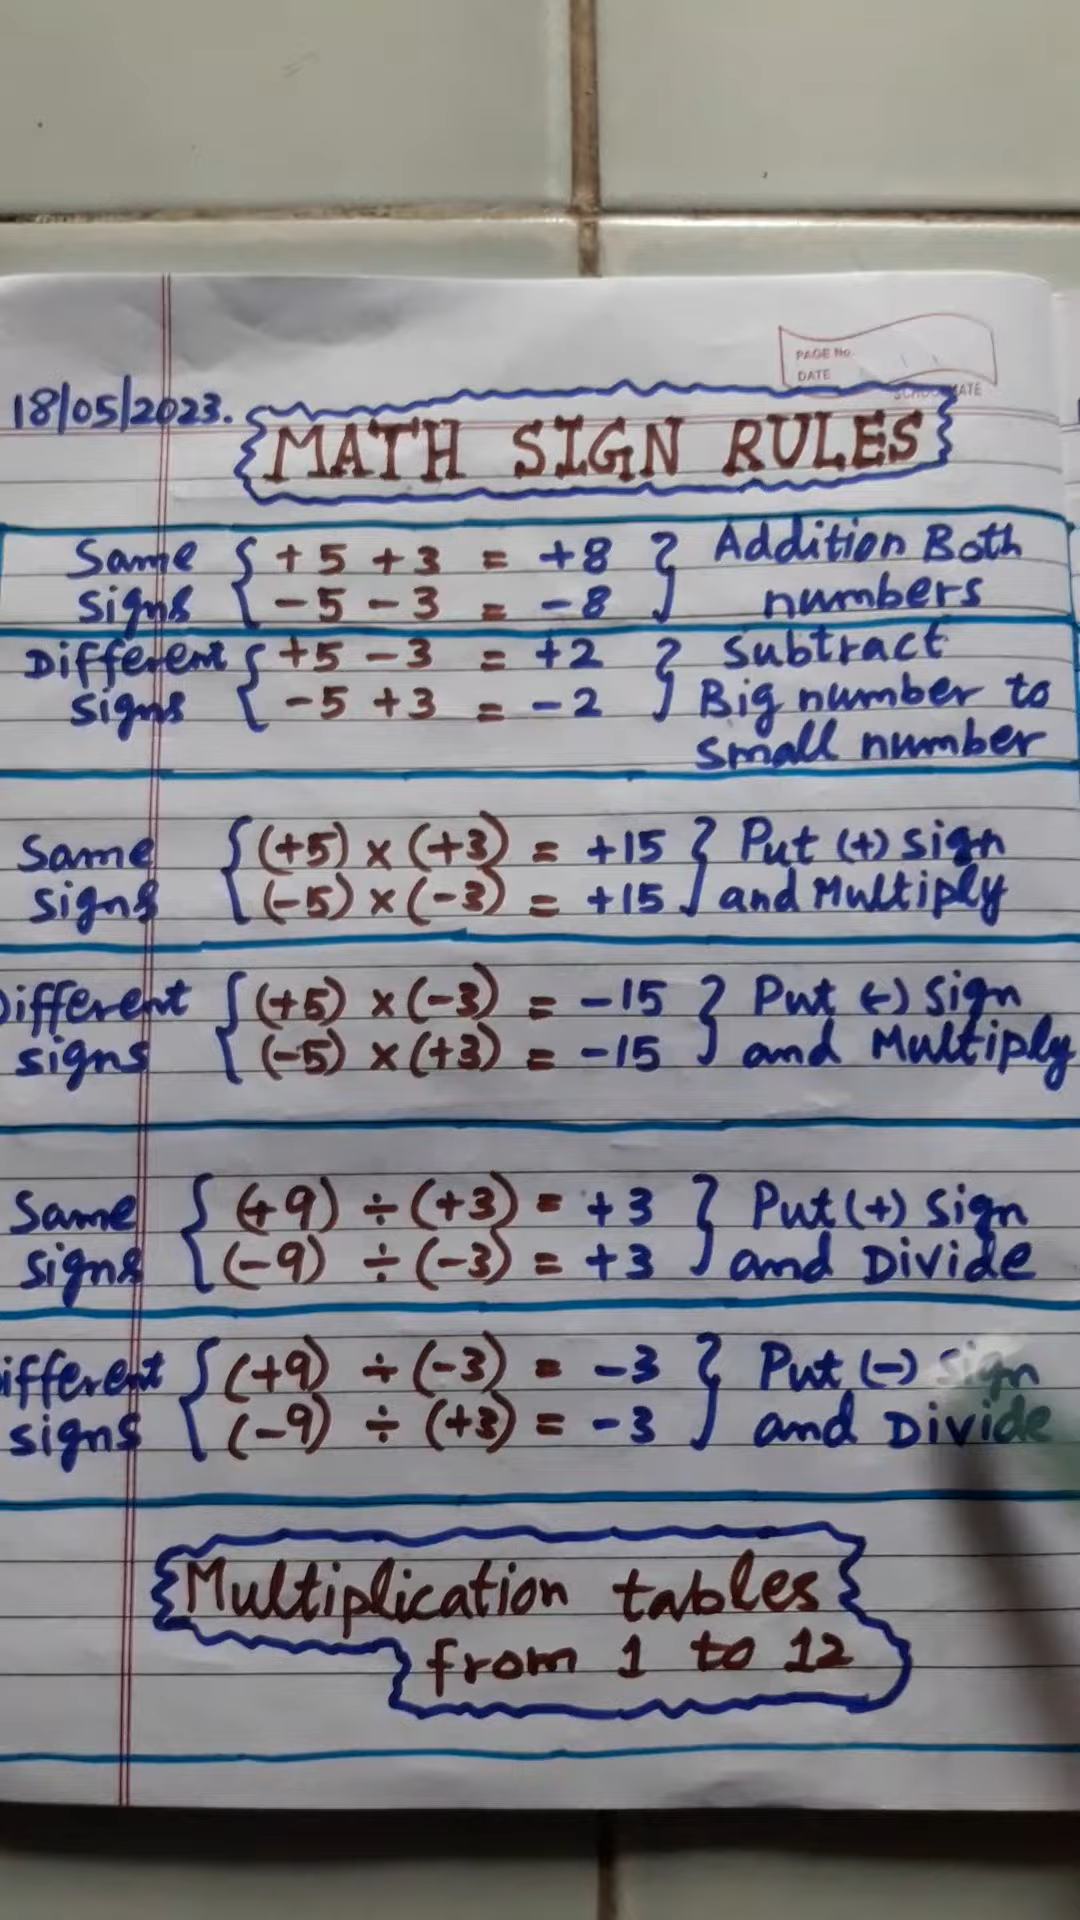 PAGE No.
DATE
SCHOOLMATE
18/05/2023.
MATH SIGN RULES
Same signs { +5 +3 = +8 } Addition Both
-5 -3 = -8 numbers
Different signs { +5 -3 = +2 } Subtract
-5 +3 = -2 Big number to
small number
Same signs { (+5) × (+3) = +15 } Put (+) sign
(-5) × (-3) = +15 and Multiply
Different signs { (+5) × (-3) = -15 } Put (-) sign
(-5) × (+3) = -15 and Multiply
Same signs { (+9) ÷ (+3) = +3 } Put (+) sign
(-9) ÷ (-3) = +3 and Divide
ifferent signs { (+9) ÷ (-3) = -3 } Put (-) sign
(-9) ÷ (+3) = -3 and Divide
Multiplication tables
from 1 to 12